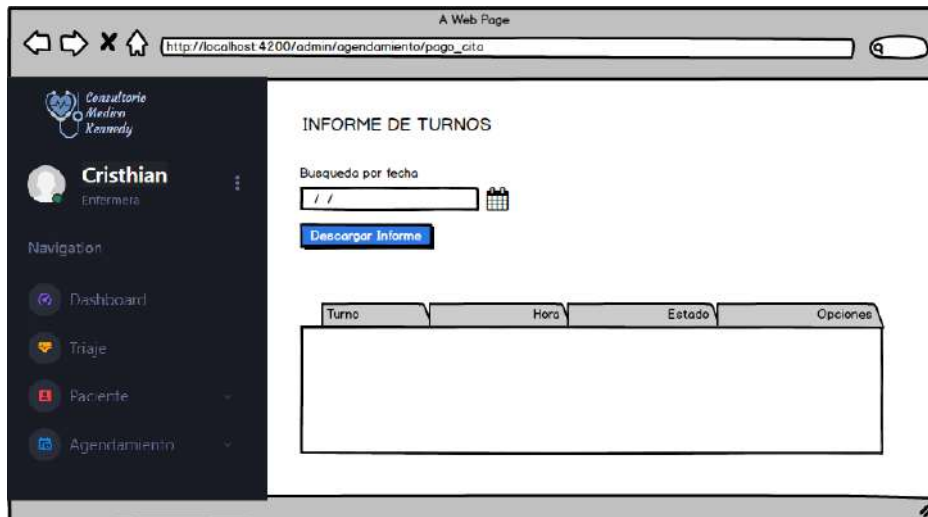 A Web Page
http://localhost:4200/admin/agendamiento/pago_cita
Consultorio
Medico
Kennedy
INFORME DE TURNOS
Cristhian
Enfermera
Busqueda por fecha
/ /
Descargar Informe
Navigation
Dashboard
Triaje
Paciente
Agendamiento
Turno Hora Estado Opciones